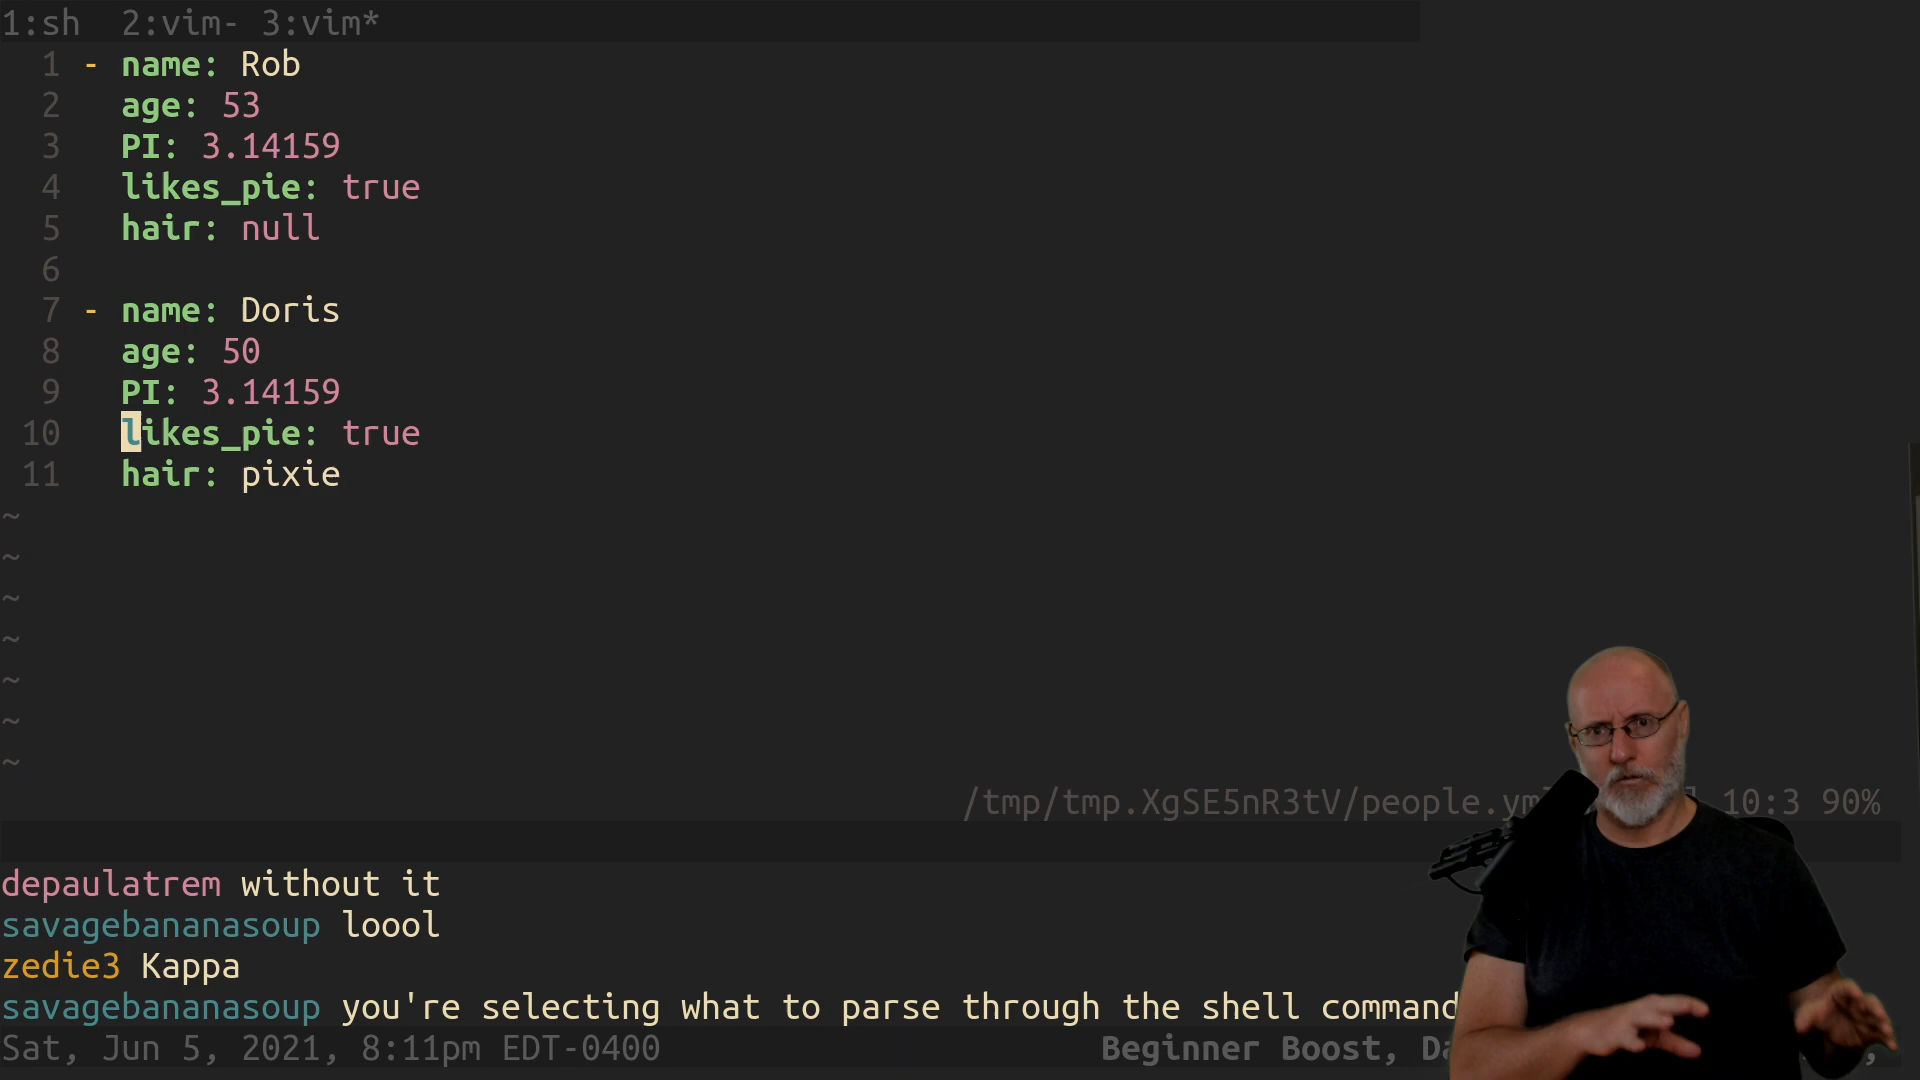 1:sh 2:vim- 3:vim*
1 - name: Rob
2 age: 53
3 PI: 3.14159
4 likes_pie: true
5 hair: null
6
7 - name: Doris
8 age: 50
9 PI: 3.14159
10 likes_pie: true
11 hair: pixie
~
~
~
~
~
~
~
/tmp/tmp.XgSE5nR3tV/people.ym 10:3 90%
depaulatrem without it
savagebananasoup loool
zedie3 Kappa
savagebananasoup you're selecting what to parse through the shell command
Sat, Jun 5, 2021, 8:11pm EDT-0400 Beginner Boost,